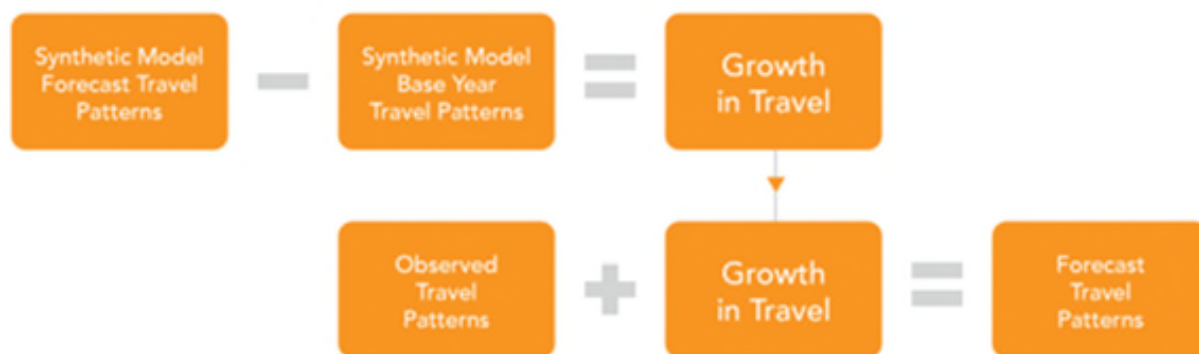 Synthetic Model
Forecast Travel
Patterns
Synthetic Model
Base Year
Travel Patterns
Growth
in Travel
Observed
Travel
Patterns
Growth
in Travel
Forecast
Travel
Patterns